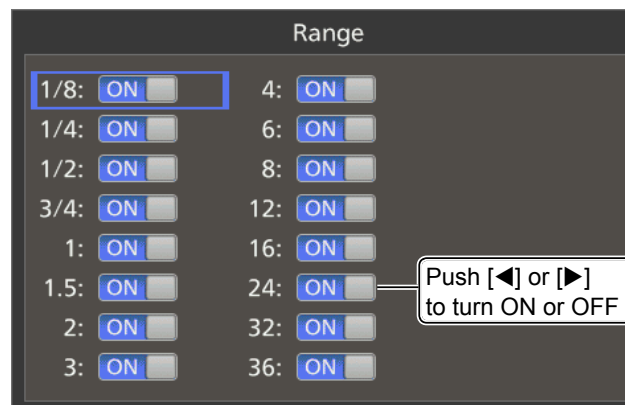 Range
1/8: ON 4: ON
1/4: ON 6: ON
1/2: ON 8: ON
3/4: ON 12: ON
1: ON 16: ON
1.5: ON 24: ON
2: ON 32: ON
3: ON 36: ON
Push [◀] or [▶]
to turn ON or OFF